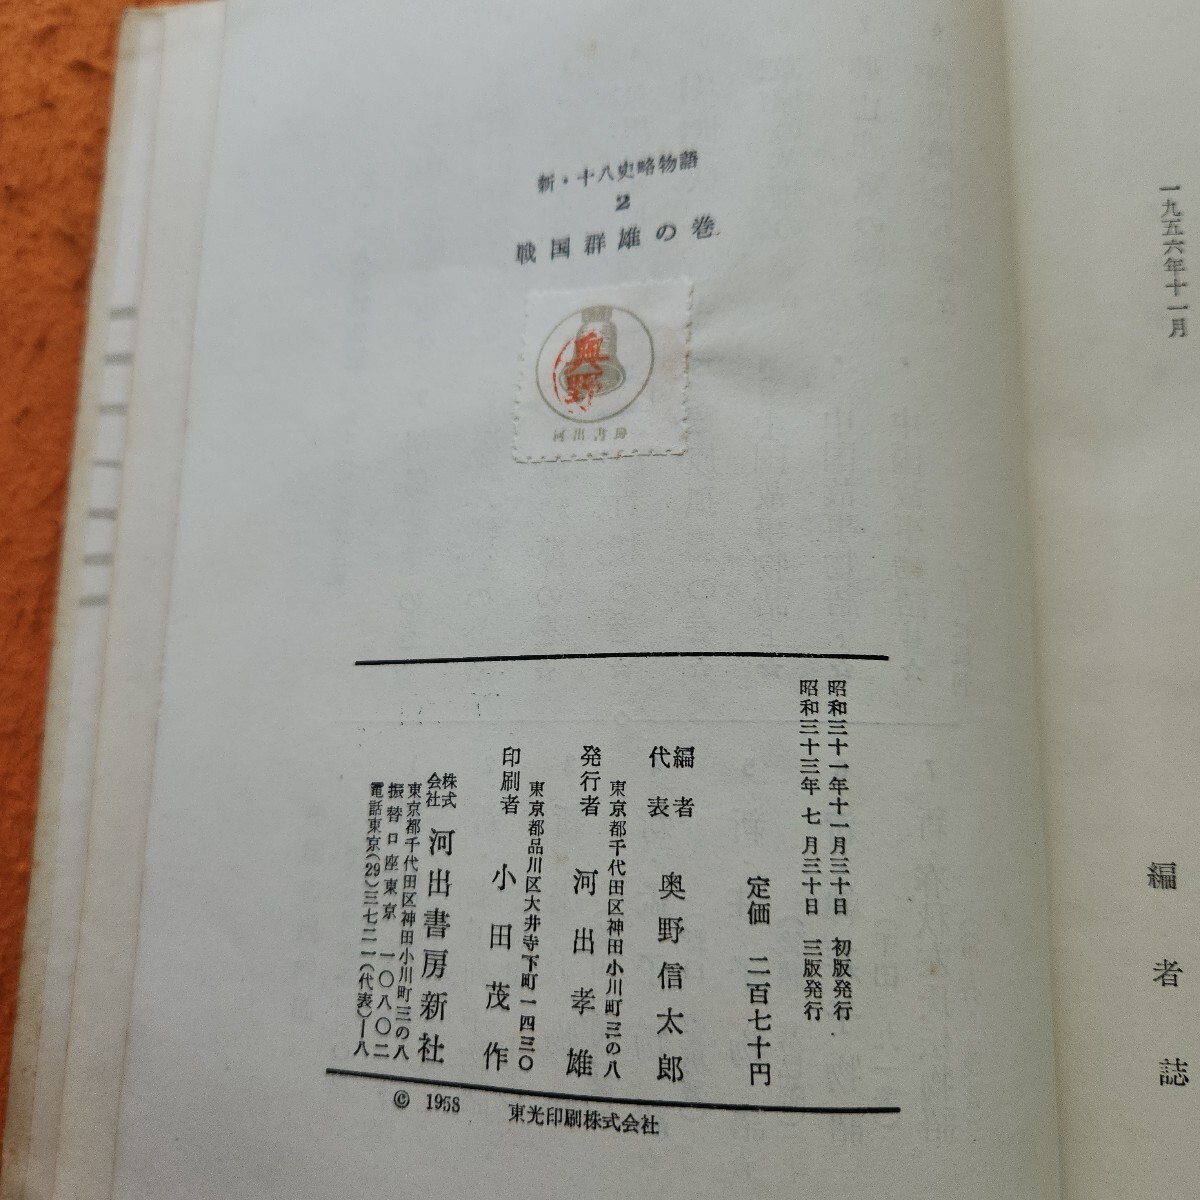 一九五六年十一月
編者誌
新・十八史略物語
2
戦国群雄の巻
奥野
河出書房
昭和三十一年十一月三十日 初版発行
昭和三十三年七月三十日 三版発行
定価 二百七十円
編者代表 奥野信太郎
東京都千代田区神田小川町三の八
発行者 河出孝雄
東京都品川区大井寺下町一四三〇
印刷者 小田茂作
株式会社 河出書房新社
東京都千代田区神田小川町三の八
振替口座東京 一〇八〇二
電話東京(29)三七二一(代表)―八
© 1958
東光印刷株式会社